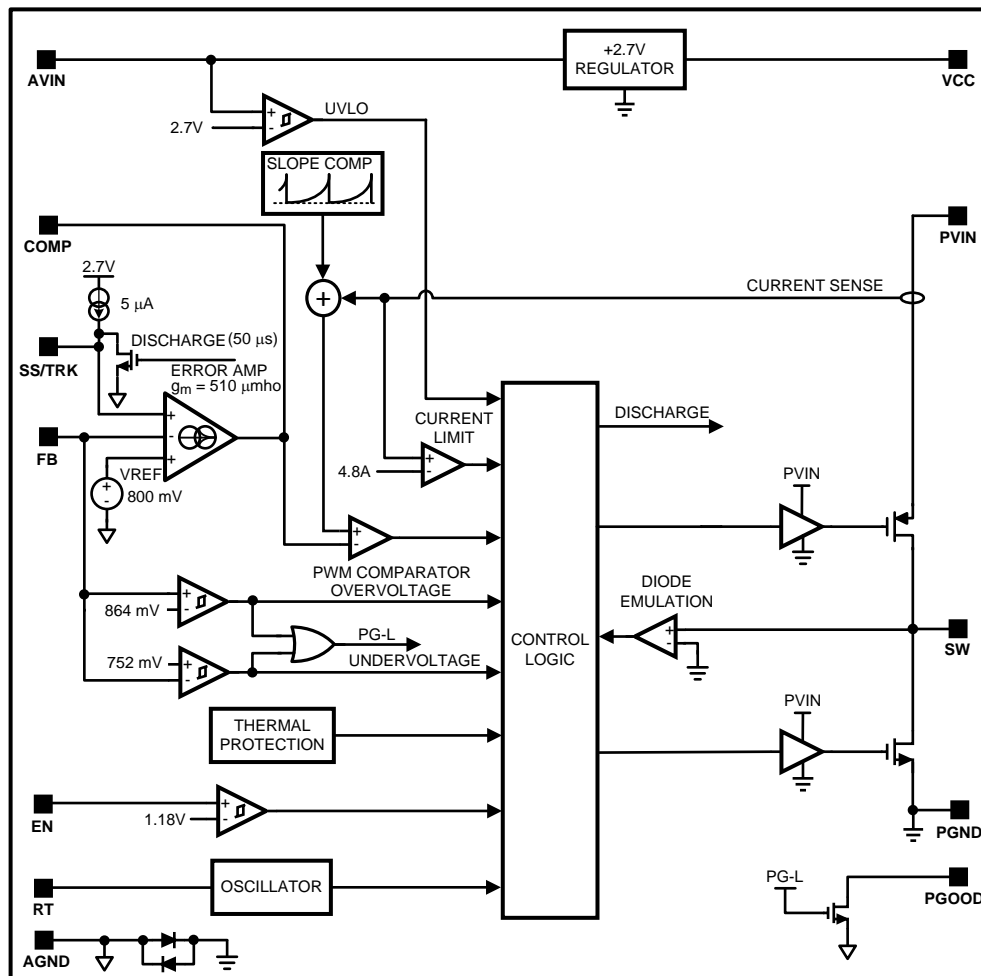 +2.7V
REGULATOR
AVIN
VCC
UVLO
+
-
2.7V
SLOPE COMP
COMP
PVIN
2.7V
5 μA
+
CURRENT SENSE
DISCHARGE (50 μs)
SS/TRK
ERROR AMP
gm = 510 μmho
CURRENT
LIMIT
DISCHARGE
+
-
+
FB
+
-
4.8A
VREF
800 mV
+
-
PVIN
+
-
PWM COMPARATOR
OVERVOLTAGE
DIODE
EMULATION
+
-
864 mV
+
-
CONTROL
LOGIC
PG-L
SW
752 mV
+
-
UNDERVOLTAGE
PVIN
THERMAL
PROTECTION
EN
+
-
1.18V
PGND
OSCILLATOR
RT
PG-L
PGOOD
AGND